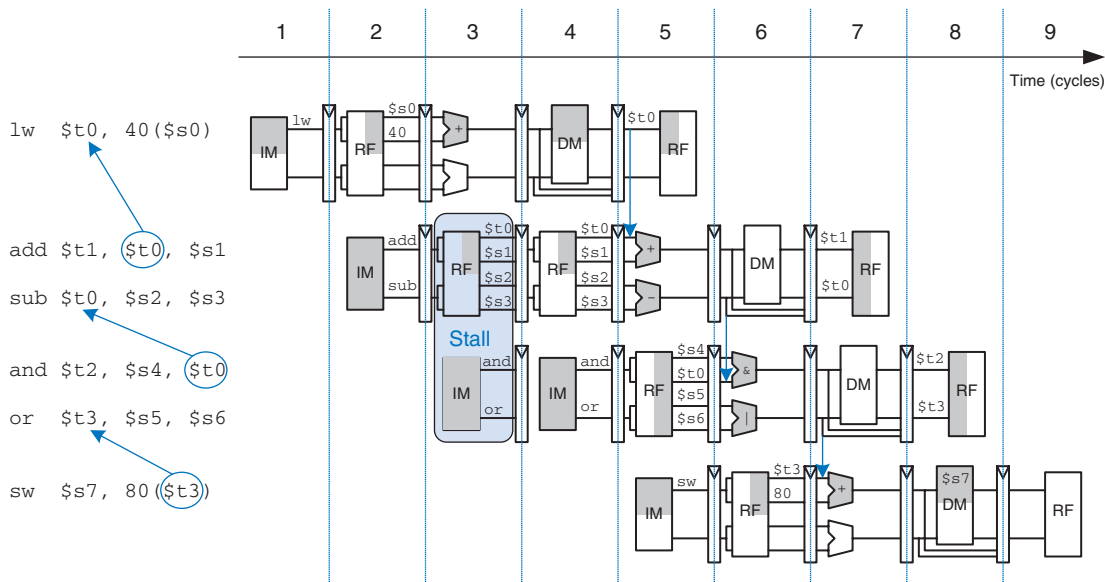 1 2 3 4 5 6 7 8 9
Time (cycles)
lw $t0, 40($s0)
IM lw RF $s0 40 + DM $t0 RF
add $t1, $t0, $s1
sub $t0, $s2, $s3
IM add sub RF $t0 $s1 $s2 $s3 RF $t0 $s1 $s2 $s3 + - DM $t1 $t0 RF
Stall
and $t2, $s4, $t0
or $t3, $s5, $s6
IM and or IM and or RF $s4 $t0 $s5 $s6 & | DM $t2 $t3 RF
sw $s7, 80($t3)
IM sw RF $t3 80 + $s7 DM RF